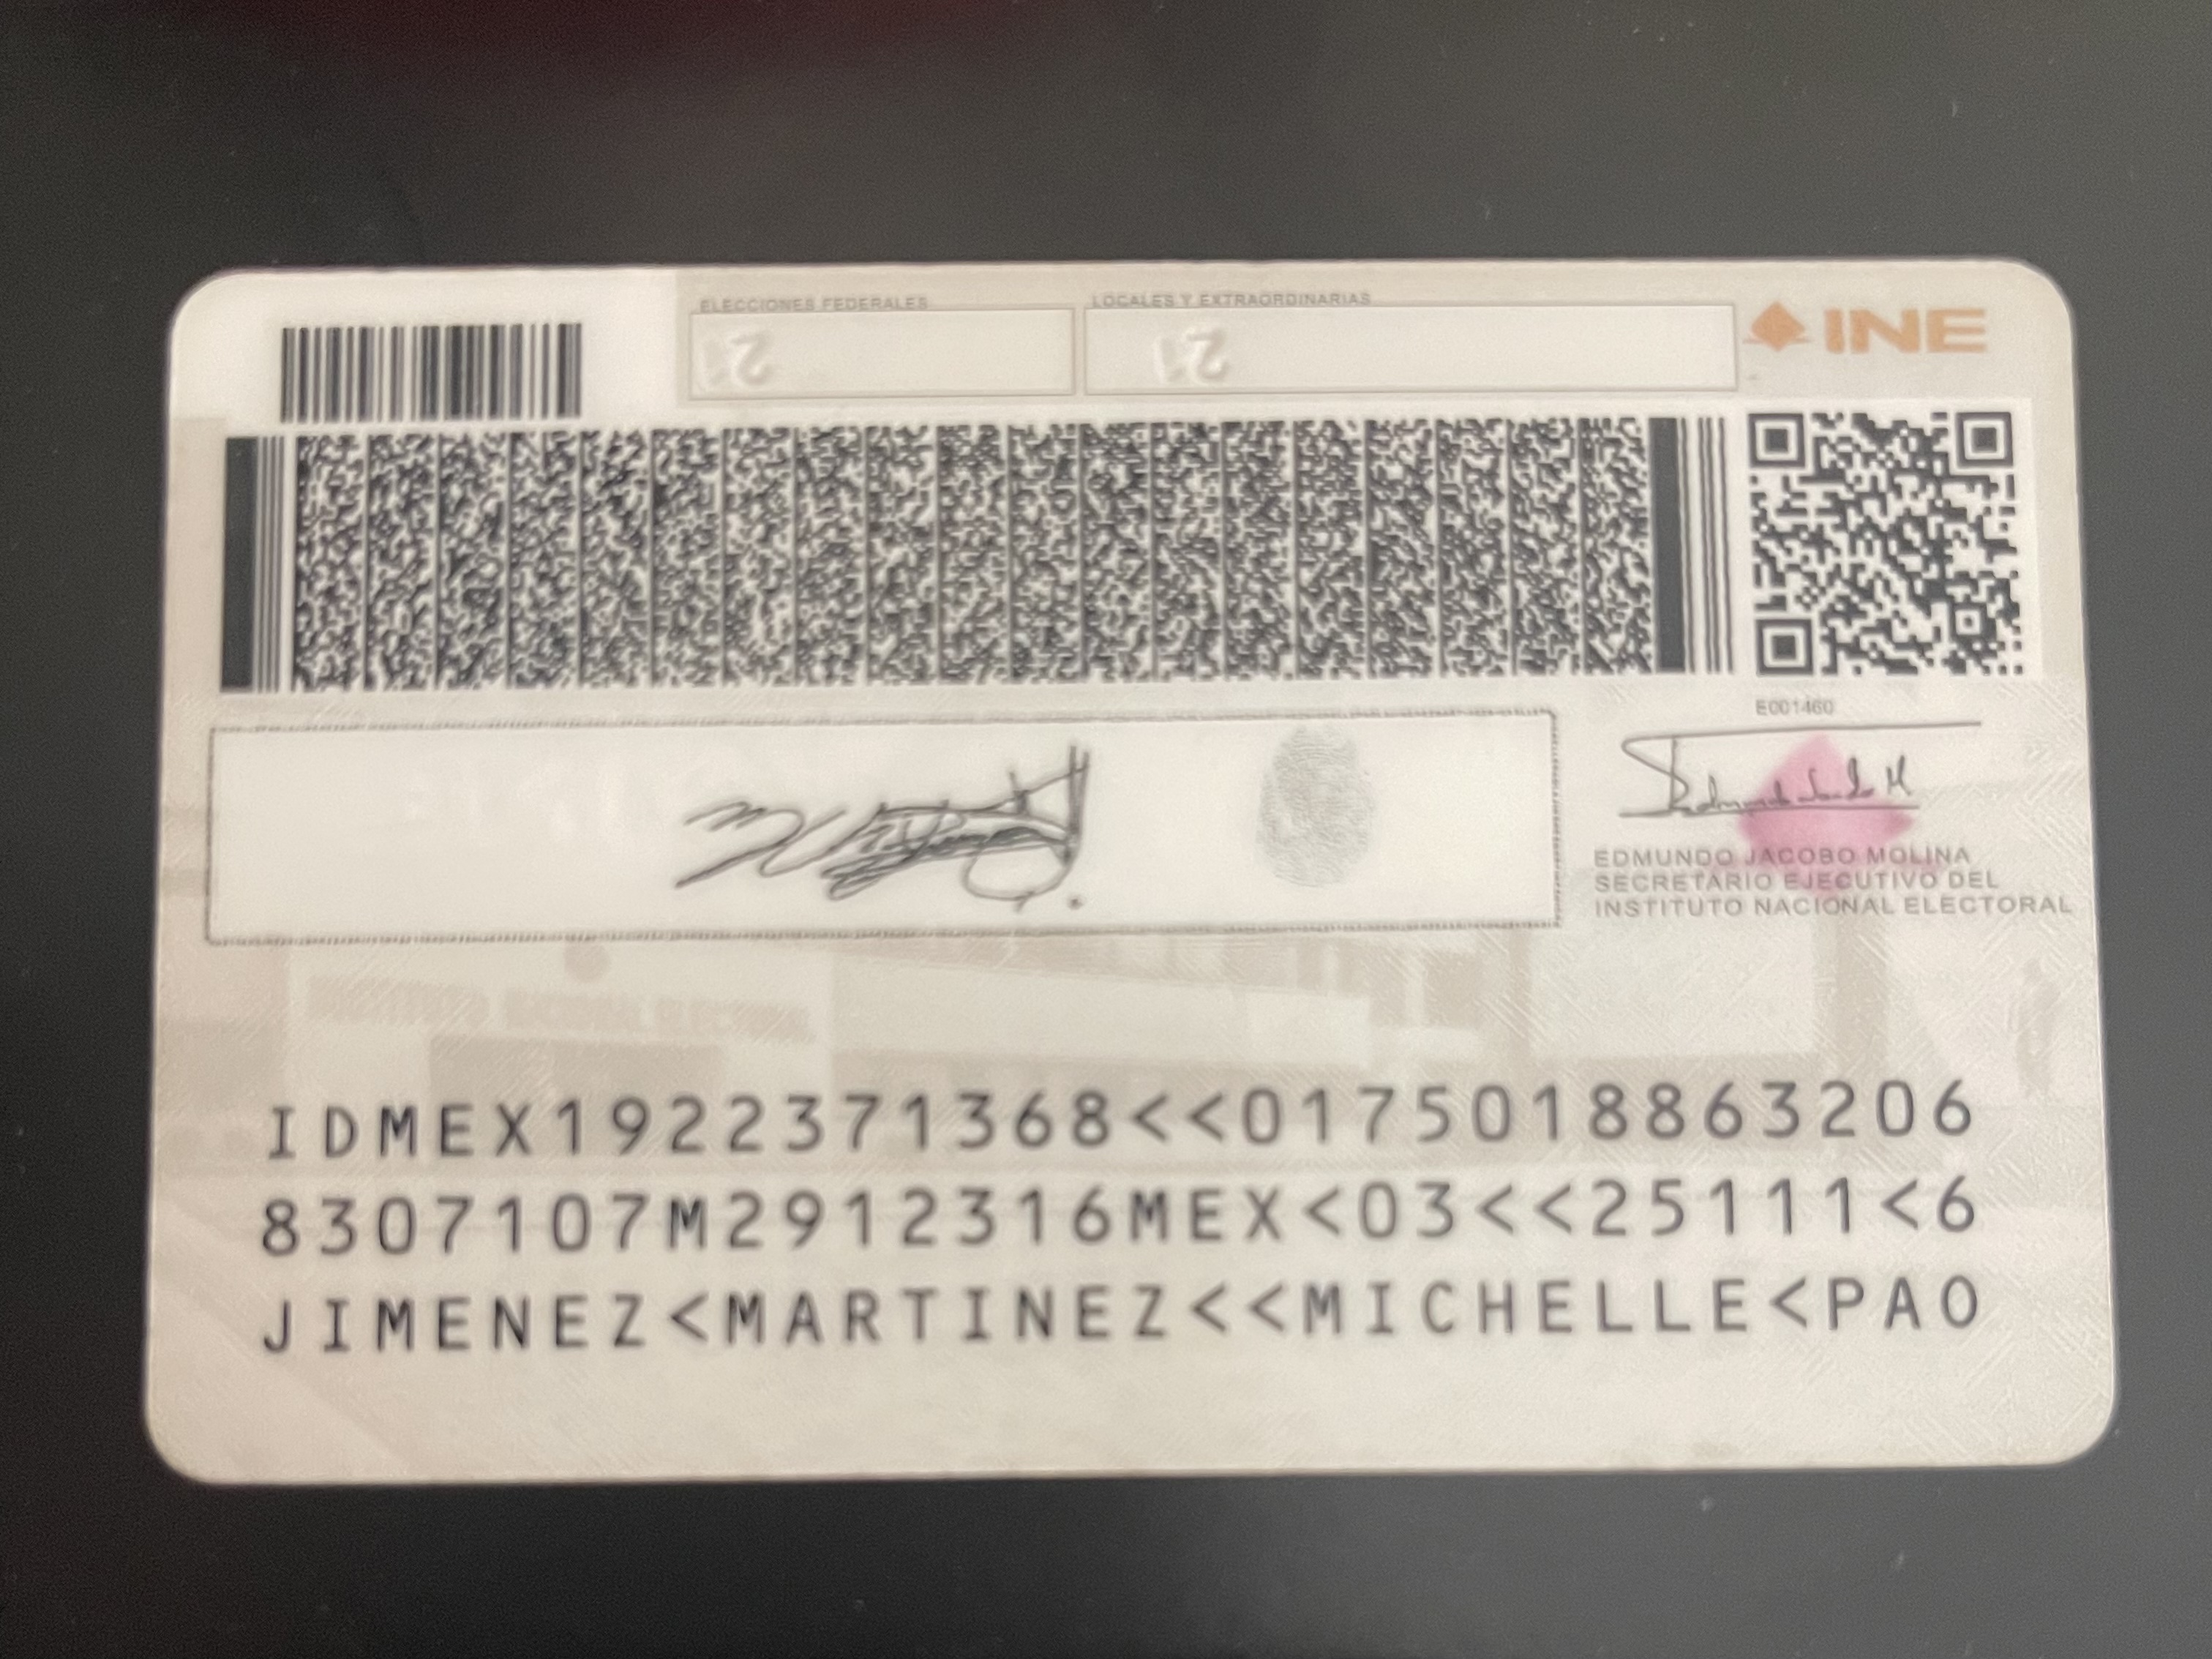 ELECCIONES FEDERALES
LOCALES Y EXTRAORDINARIAS
INE
21
21
E001460
EDMUNDO JACOBO MOLINA
SECRETARIO EJECUTIVO DEL
INSTITUTO NACIONAL ELECTORAL
IDMEX1922371368<<0175018863206
8307107M2912316MEX<03<<25111<6
JIMENEZ<MARTINEZ<<MICHELLE<PAO